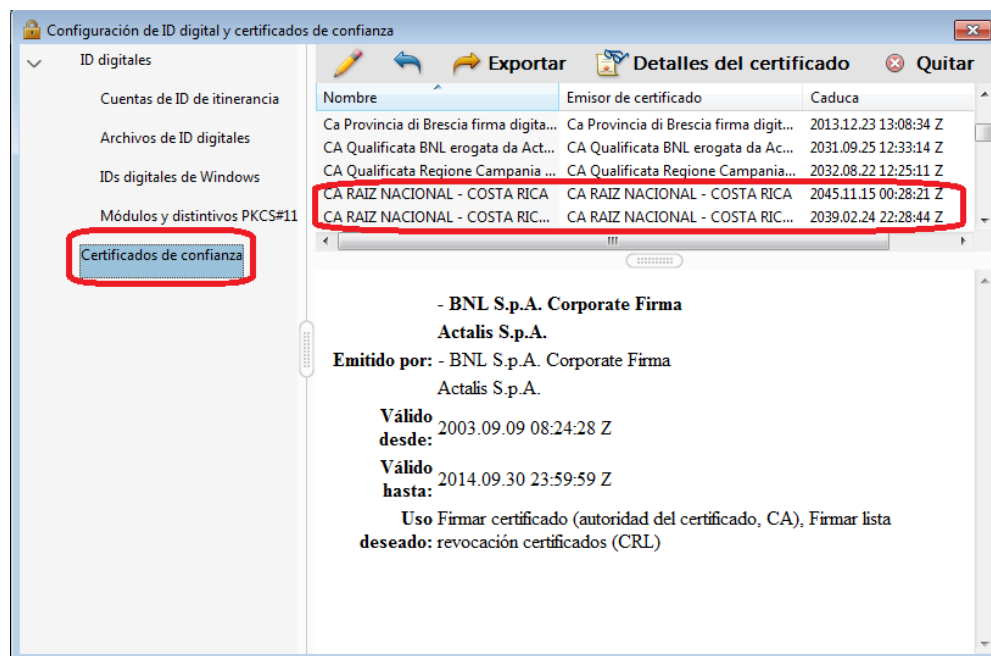 Configuración de ID digital y certificados de confianza
ID digitales
Cuentas de ID de itinerancia
Archivos de ID digitales
IDs digitales de Windows
Módulos y distintivos PKCS#11
Certificados de confianza
Exportar Detalles del certificado Quitar
Nombre Emisor de certificado Caduca
Ca Provincia di Brescia firma digita... Ca Provincia di Brescia firma digit... 2013.12.23 13:08:34 Z
CA Qualificata BNL erogata da Act... CA Qualificata BNL erogata da Ac... 2031.09.25 12:33:14 Z
CA Qualificata Regione Campania ... CA Qualificata Regione Campania... 2032.08.22 12:25:11 Z
CA RAIZ NACIONAL - COSTA RICA CA RAIZ NACIONAL - COSTA RICA 2045.11.15 00:28:21 Z
CA RAIZ NACIONAL - COSTA RIC... CA RAIZ NACIONAL - COSTA RIC... 2039.02.24 22:28:44 Z
- BNL S.p.A. Corporate Firma
Actalis S.p.A.
Emitido por: - BNL S.p.A. Corporate Firma
Actalis S.p.A.
Válido
desde: 2003.09.09 08:24:28 Z
Válido
hasta: 2014.09.30 23:59:59 Z
Uso Firmar certificado (autoridad del certificado, CA), Firmar lista
deseado: revocación certificados (CRL)